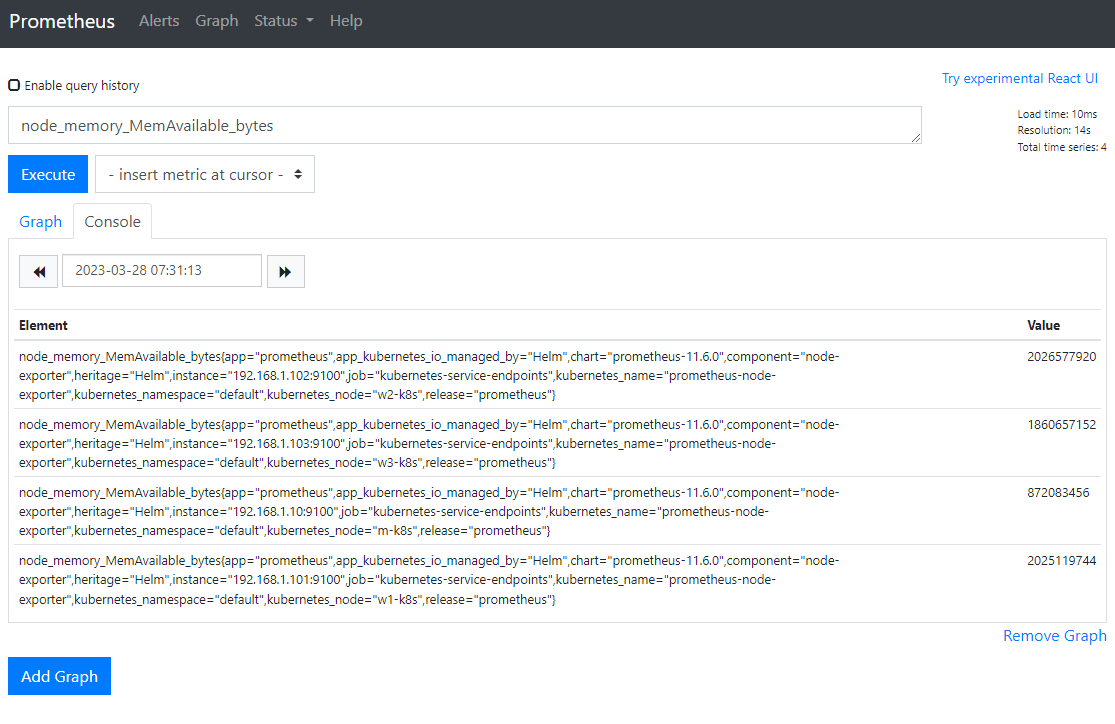 Prometheus Alerts Graph Status Help
Try experimental React UI
Enable query history
node_memory_MemAvailable_bytes
Load time: 10ms
Resolution: 14s
Total time series: 4
Execute - insert metric at cursor -
Graph Console
2023-03-28 07:31:13
Element Value
node_memory_MemAvailable_bytes{app="prometheus",app_kubernetes_io_managed_by="Helm",chart="prometheus-11.6.0",component="node- 2026577920
exporter",heritage="Helm",instance="192.168.1.102:9100",job="kubernetes-service-endpoints",kubernetes_name="prometheus-node-
exporter",kubernetes_namespace="default",kubernetes_node="w2-k8s",release="prometheus"}
node_memory_MemAvailable_bytes{app="prometheus",app_kubernetes_io_managed_by="Helm",chart="prometheus-11.6.0",component="node- 1860657152
exporter",heritage="Helm",instance="192.168.1.103:9100",job="kubernetes-service-endpoints",kubernetes_name="prometheus-node-
exporter",kubernetes_namespace="default",kubernetes_node="w3-k8s",release="prometheus"}
node_memory_MemAvailable_bytes{app="prometheus",app_kubernetes_io_managed_by="Helm",chart="prometheus-11.6.0",component="node- 872083456
exporter",heritage="Helm",instance="192.168.1.10:9100",job="kubernetes-service-endpoints",kubernetes_name="prometheus-node-
exporter",kubernetes_namespace="default",kubernetes_node="m-k8s",release="prometheus"}
node_memory_MemAvailable_bytes{app="prometheus",app_kubernetes_io_managed_by="Helm",chart="prometheus-11.6.0",component="node- 2025119744
exporter",heritage="Helm",instance="192.168.1.101:9100",job="kubernetes-service-endpoints",kubernetes_name="prometheus-node-
exporter",kubernetes_namespace="default",kubernetes_node="w1-k8s",release="prometheus"}
Remove Graph
Add Graph